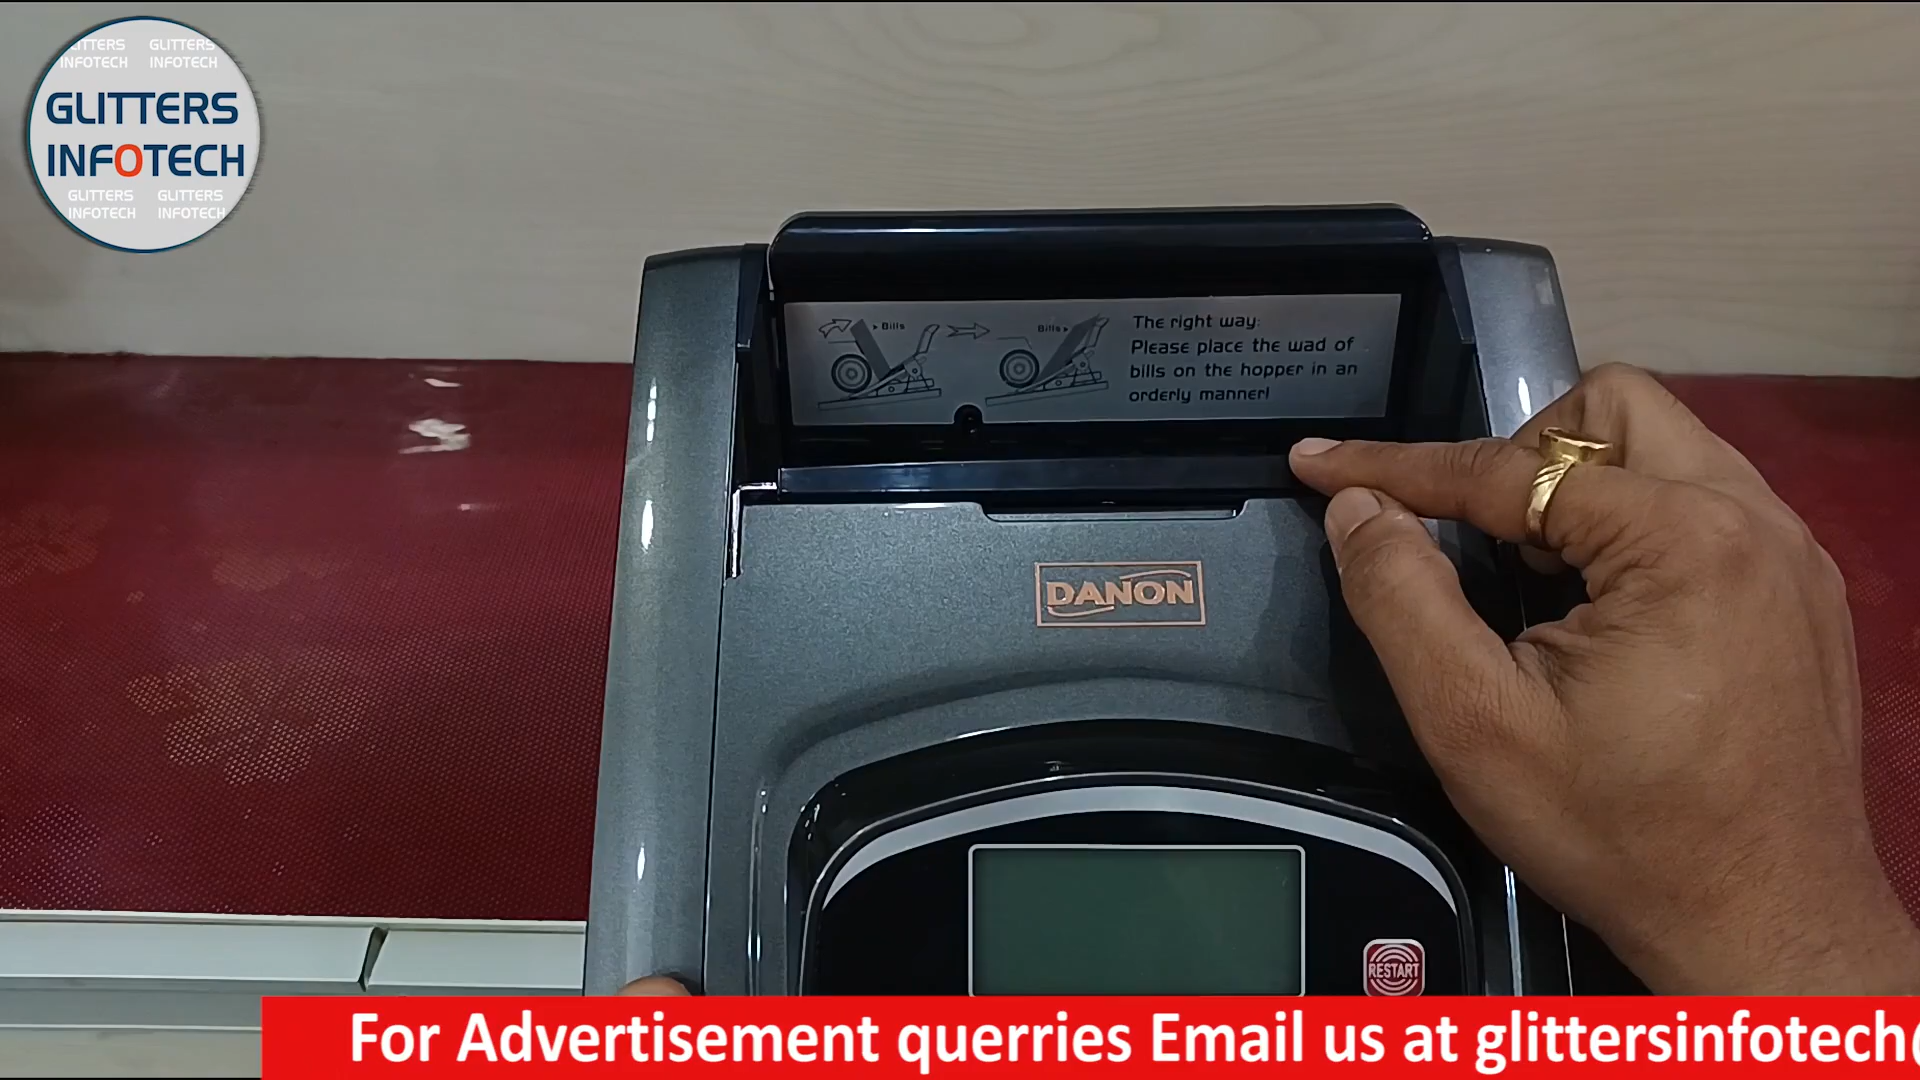 GLITTERS GLITTERS
INFOTECH INFOTECH
GLITTERS
INFOTECH
GLITTERS GLITTERS
INFOTECH INFOTECH
Bills
Bills
The right way:
Please place the wad of
bills on the hopper in an
orderly manner!
DANON
RESTART
For Advertisement querries Email us at glittersinfotech@